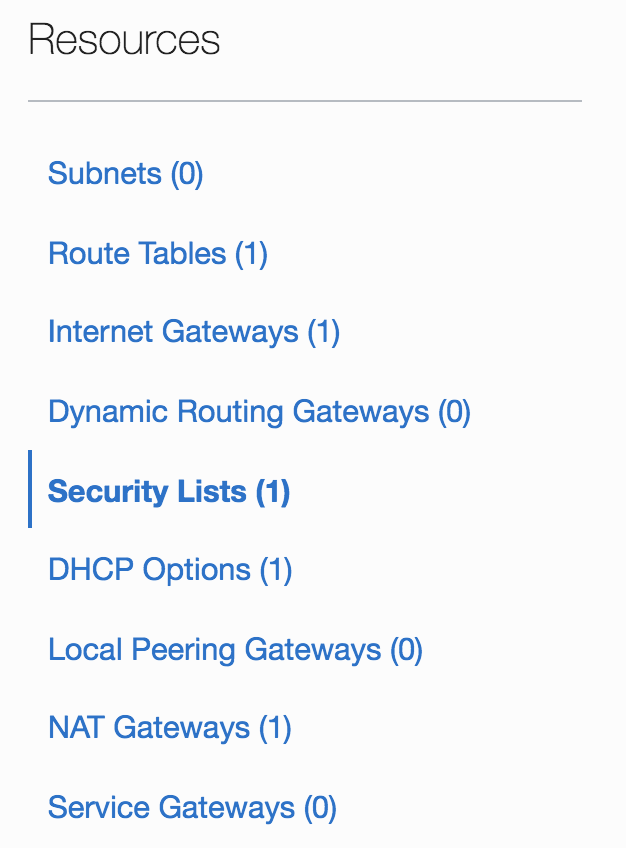 Resources
Subnets (0)
Route Tables (1)
Internet Gateways (1)
Dynamic Routing Gateways (0)
Security Lists (1)
DHCP Options (1)
Local Peering Gateways (0)
NAT Gateways (1)
Service Gateways (0)